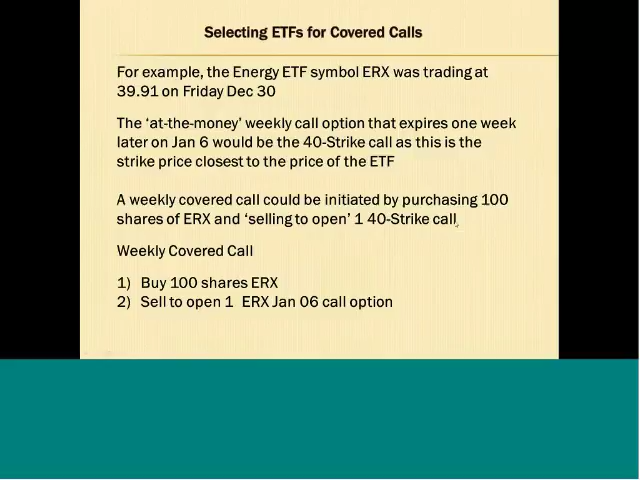 Selecting ETFs for Covered Calls
For example, the Energy ETF symbol ERX was trading at
39.91 on Friday Dec 30
The ‘at-the-money’ weekly call option that expires one week
later on Jan 6 would be the 40-Strike call as this is the
strike price closest to the price of the ETF
A weekly covered call could be initiated by purchasing 100
shares of ERX and ‘selling to open’ 1 40-Strike call
Weekly Covered Call
1) Buy 100 shares ERX
2) Sell to open 1 ERX Jan 06 call option